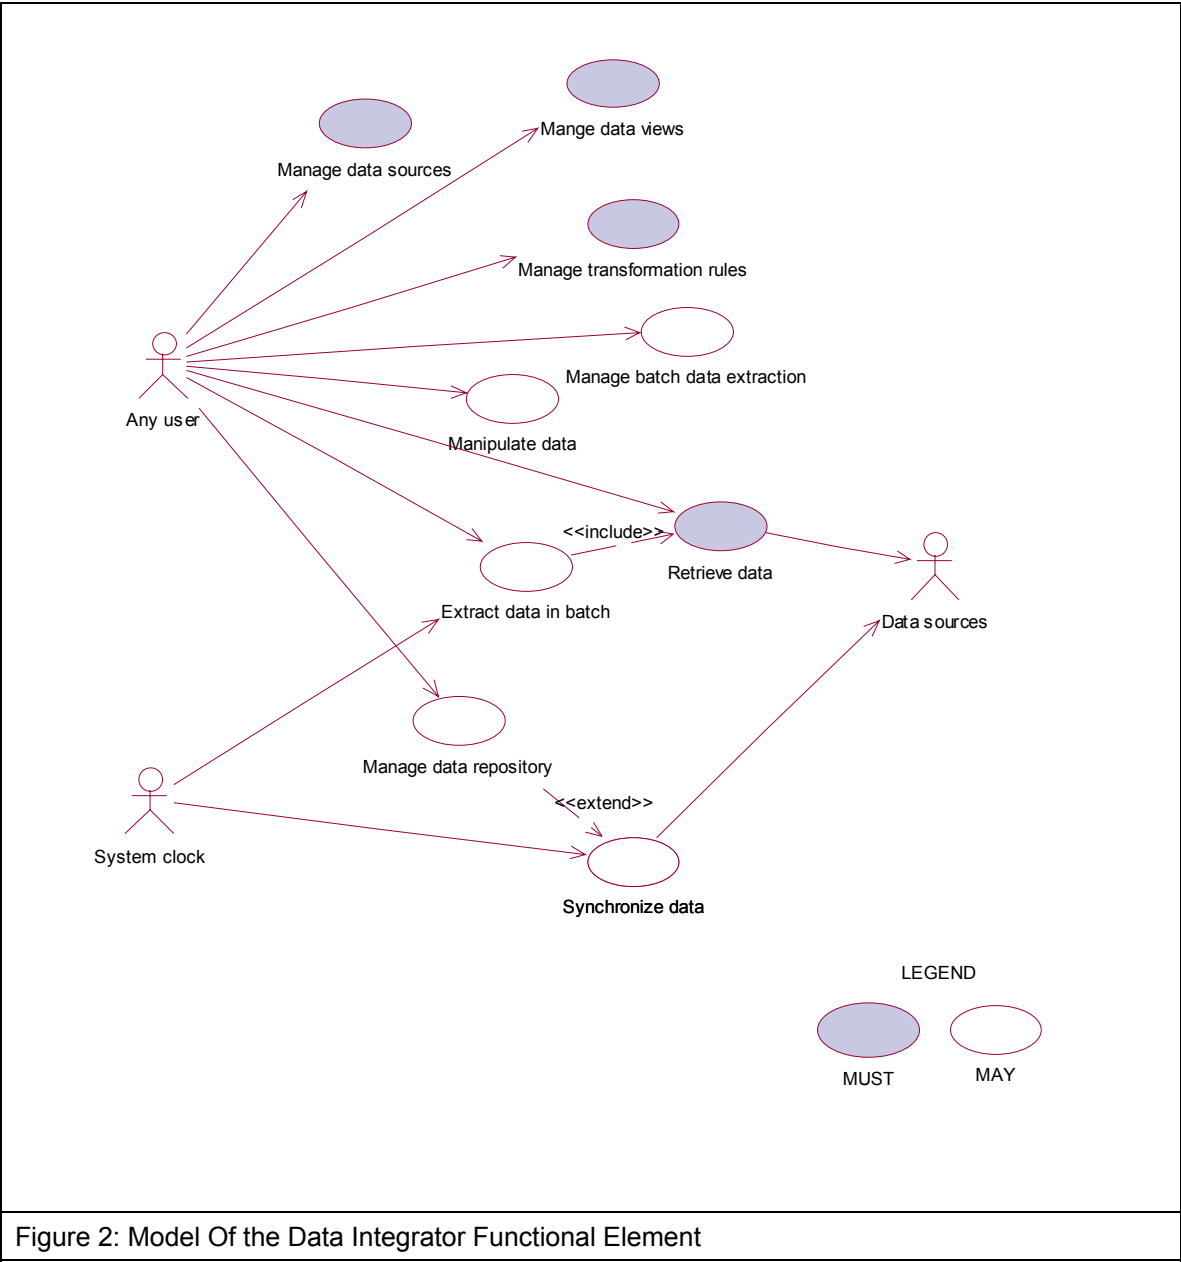 Mange data views
Manage data sources
Manage transformation rules
Manage batch data extraction
Any user
Manipulate data
<<include>>
Retrieve data
Extract data in batch
Data sources
Manage data repository
<<extend>>
System clock
Synchronize data
LEGEND
MUST
MAY
Figure 2: Model Of the Data Integrator Functional Element